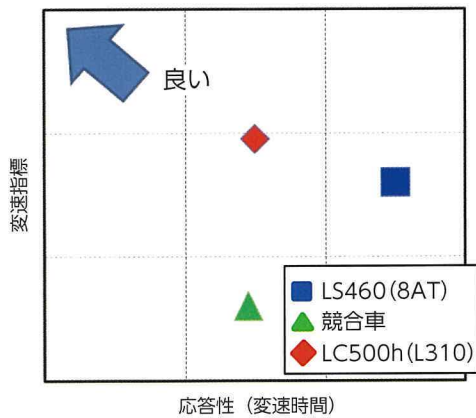 良い
変速指標
LS460(8AT)
競合車
LC500h(L310)
応答性（変速時間）